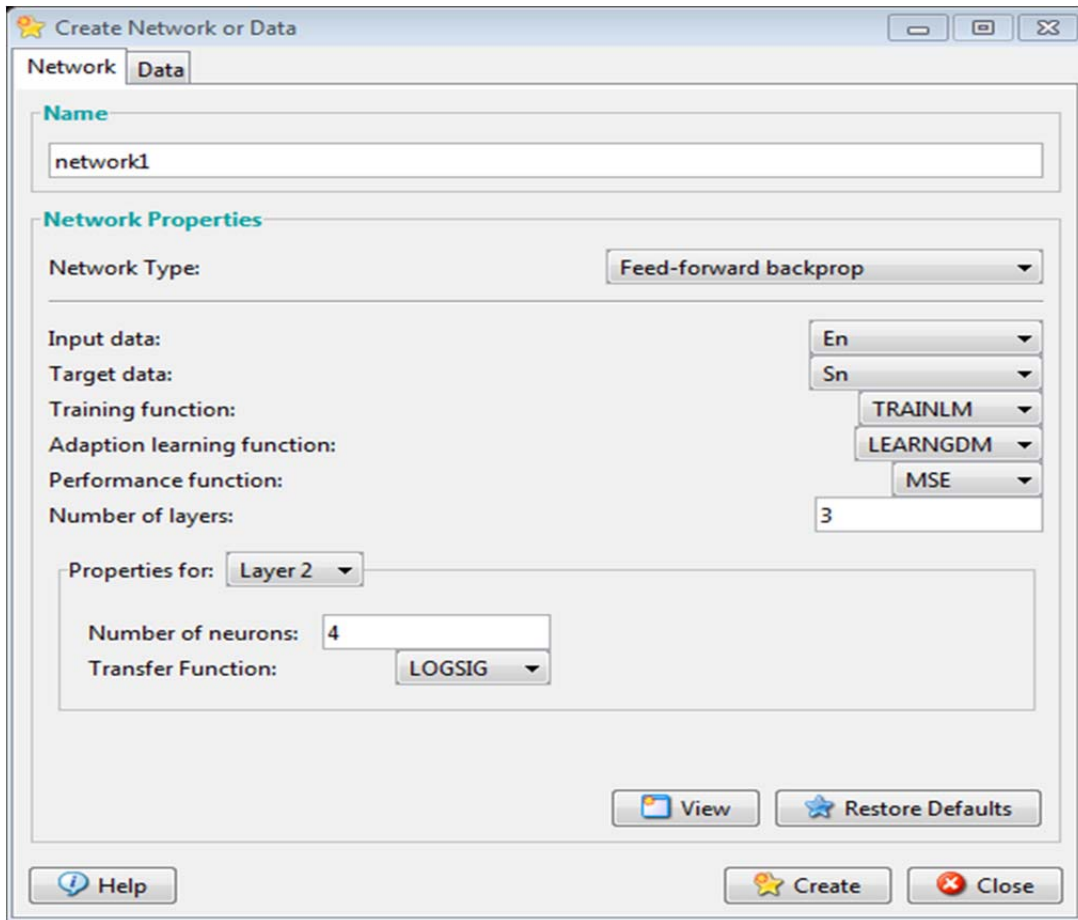 Create Network or Data
Network Data
Name
network1
Network Properties
Network Type: Feed-forward backprop
Input data: En
Target data: Sn
Training function: TRAINLM
Adaption learning function: LEARNGDM
Performance function: MSE
Number of layers: 3
Properties for: Layer 2
Number of neurons: 4
Transfer Function: LOGSIG
View Restore Defaults
Help Create Close